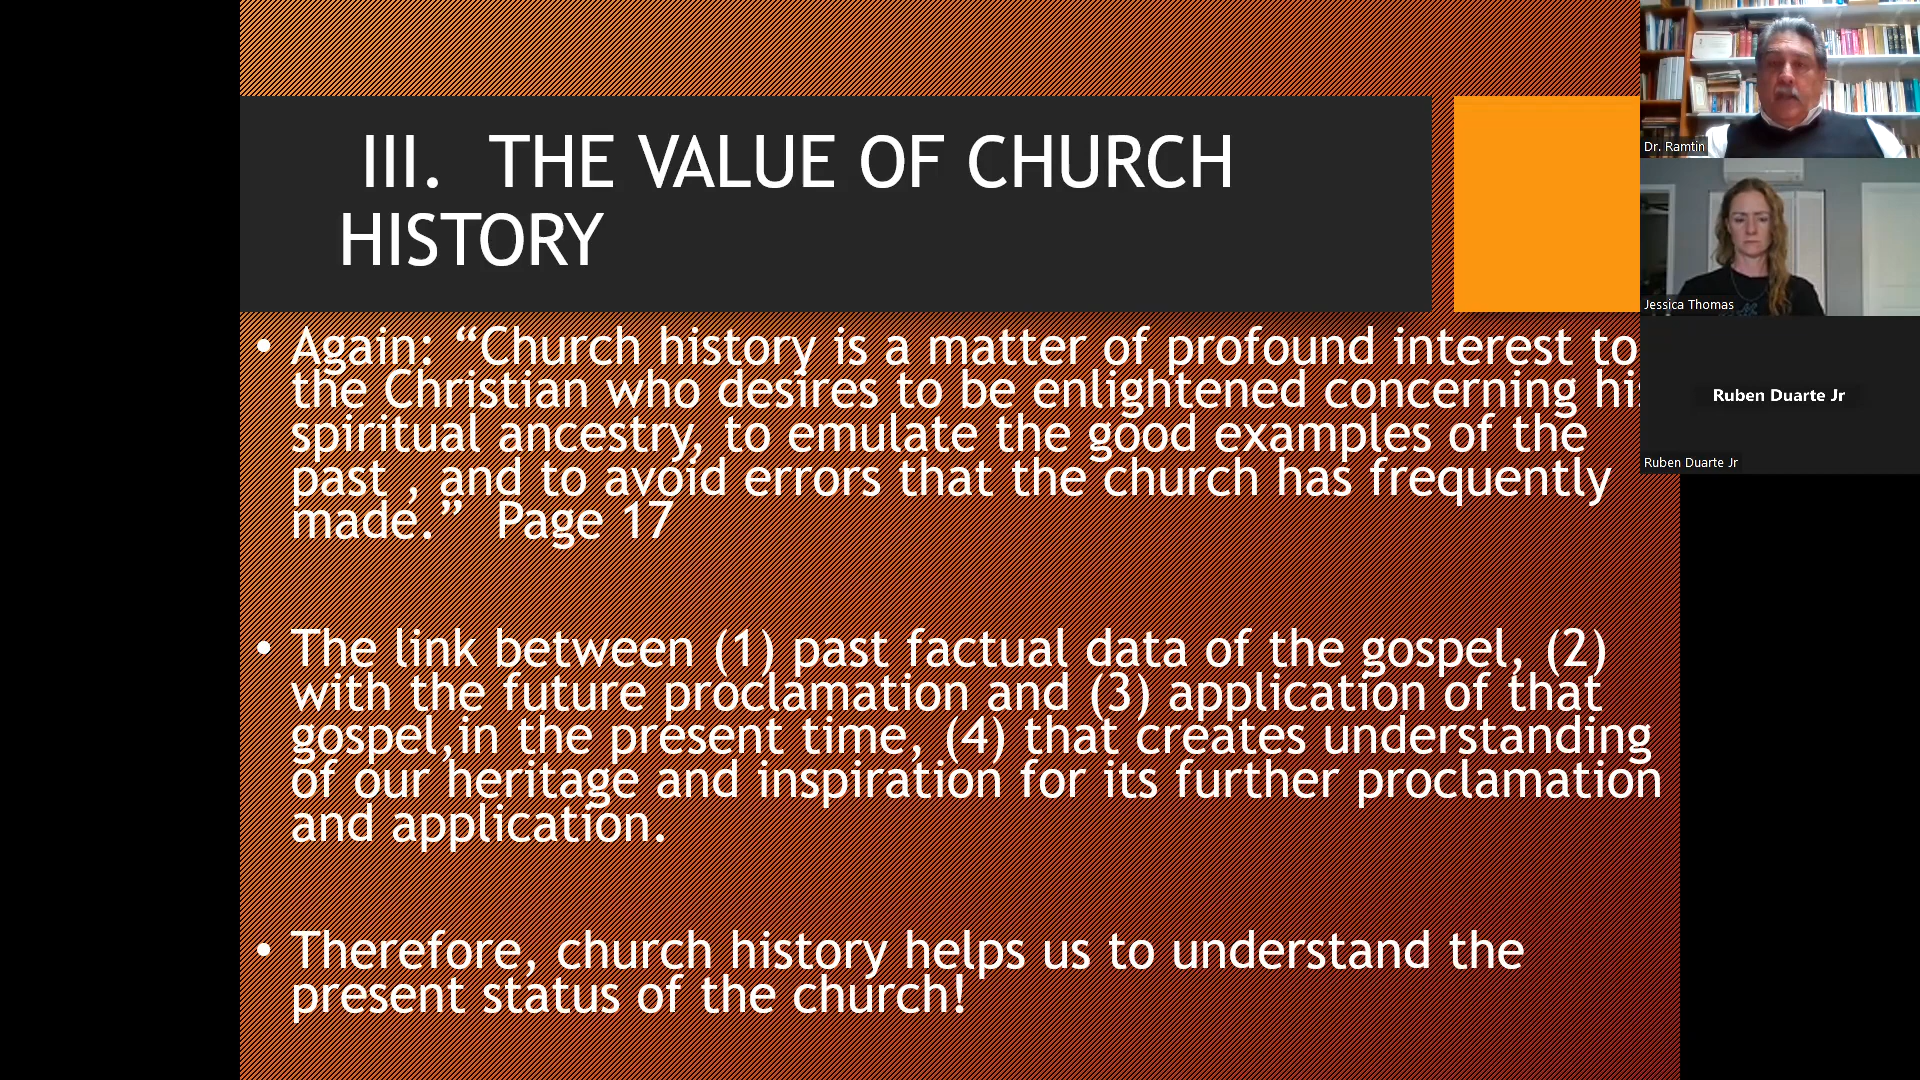 III. THE VALUE OF CHURCH
HISTORY
• Again: “Church history is a matter of profound interest to
the Christian who desires to be enlightened concerning hi
spiritual ancestry, to emulate the good examples of the
past , and to avoid errors that the church has frequently
made.” Page 17
• The link between (1) past factual data of the gospel, (2)
with the future proclamation and (3) application of that
gospel,in the present time, (4) that creates understanding
of our heritage and inspiration for its further proclamation
and application.
• Therefore, church history helps us to understand the
present status of the church!
Dr. Ramtin
Jessica Thomas
Ruben Duarte Jr
Ruben Duarte Jr